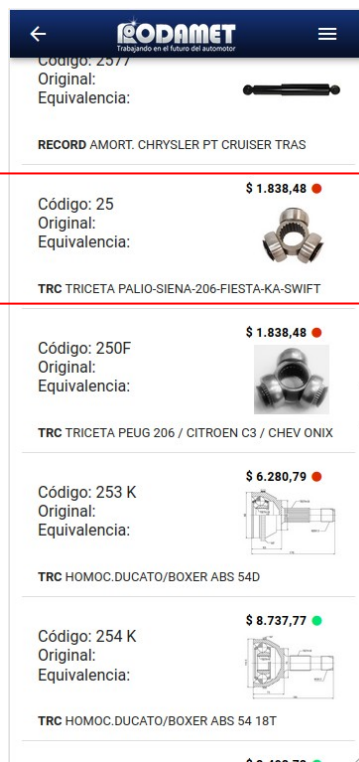 RODAMET
Trabajando en el futuro del automotor
Código: 2577
Original:
Equivalencia:
RECORD AMORT. CHRYSLER PT CRUISER TRAS
$ 1.838,48
Código: 25
Original:
Equivalencia:
TRC TRICETA PALIO-SIENA-206-FIESTA-KA-SWIFT
$ 1.838,48
Código: 250F
Original:
Equivalencia:
TRC TRICETA PEUG 206 / CITROEN C3 / CHEV ONIX
$ 6.280,79
Código: 253 K
Original:
Equivalencia:
TRC HOMOC.DUCATO/BOXER ABS 54D
$ 8.737,77
Código: 254 K
Original:
Equivalencia:
TRC HOMOC.DUCATO/BOXER ABS 54 18T